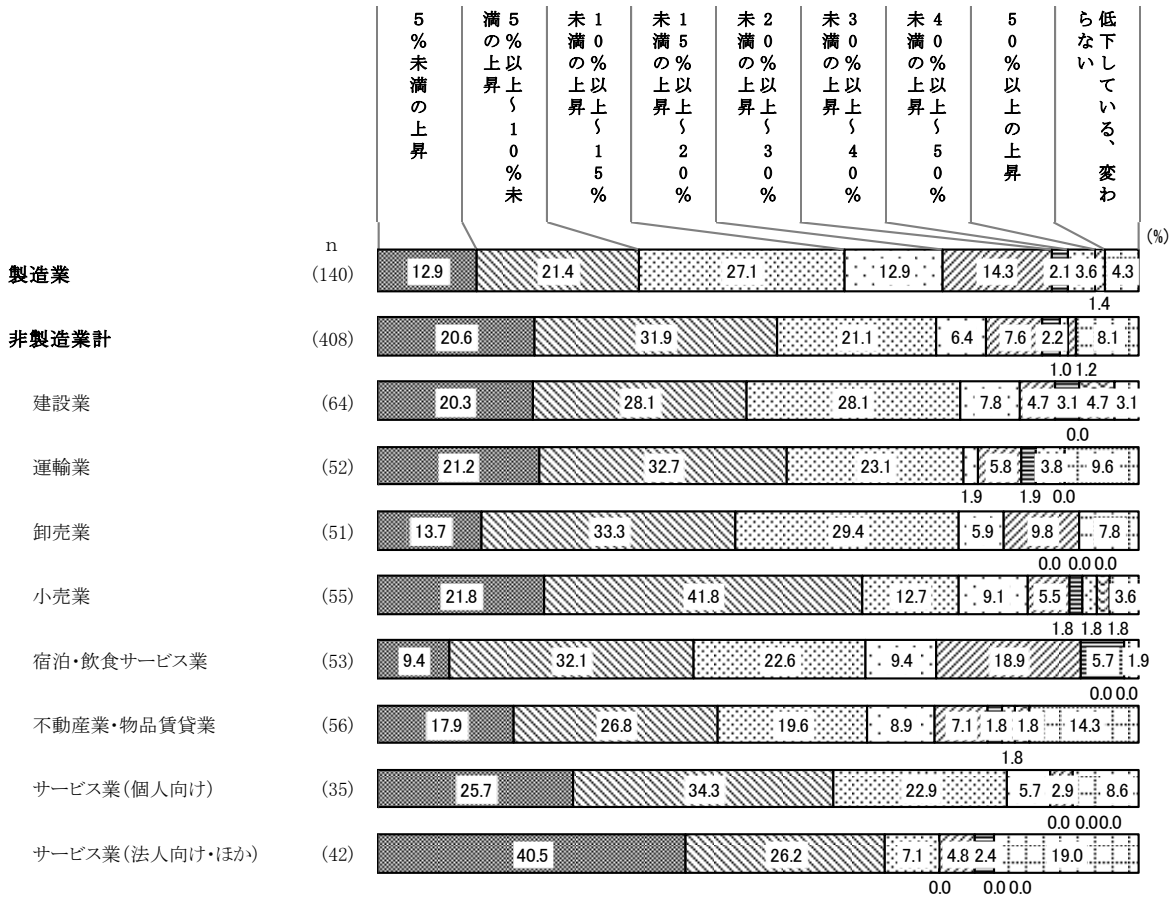 5%未満の上昇
5%以上～10%未満の上昇
10%以上～15%未満の上昇
15%以上～20%未満の上昇
20%以上～30%未満の上昇
30%以上～40%未満の上昇
40%以上～50%未満の上昇
50%以上の上昇
低下している、変わらない
(%)
n
製造業 (140) 12.9 21.4 27.1 12.9 14.3 2.1 3.6 4.3
1.4
非製造業計 (408) 20.6 31.9 21.1 6.4 7.6 2.2 8.1
1.0 1.2
建設業 (64) 20.3 28.1 28.1 7.8 4.7 3.1 4.7 3.1
0.0
運輸業 (52) 21.2 32.7 23.1 5.8 3.8 9.6
1.9 1.9 0.0
卸売業 (51) 13.7 33.3 29.4 5.9 9.8 7.8
0.0 0.0 0.0
小売業 (55) 21.8 41.8 12.7 9.1 5.5 3.6
1.8 1.8 1.8
宿泊・飲食サービス業 (53) 9.4 32.1 22.6 9.4 18.9 5.7 1.9
0.0 0.0
不動産業・物品賃貸業 (56) 17.9 26.8 19.6 8.9 7.1 1.8 1.8 14.3
1.8
サービス業(個人向け) (35) 25.7 34.3 22.9 5.7 2.9 8.6
0.0 0.0 0.0
サービス業(法人向け・ほか) (42) 40.5 26.2 7.1 4.8 2.4 19.0
0.0 0.0 0.0